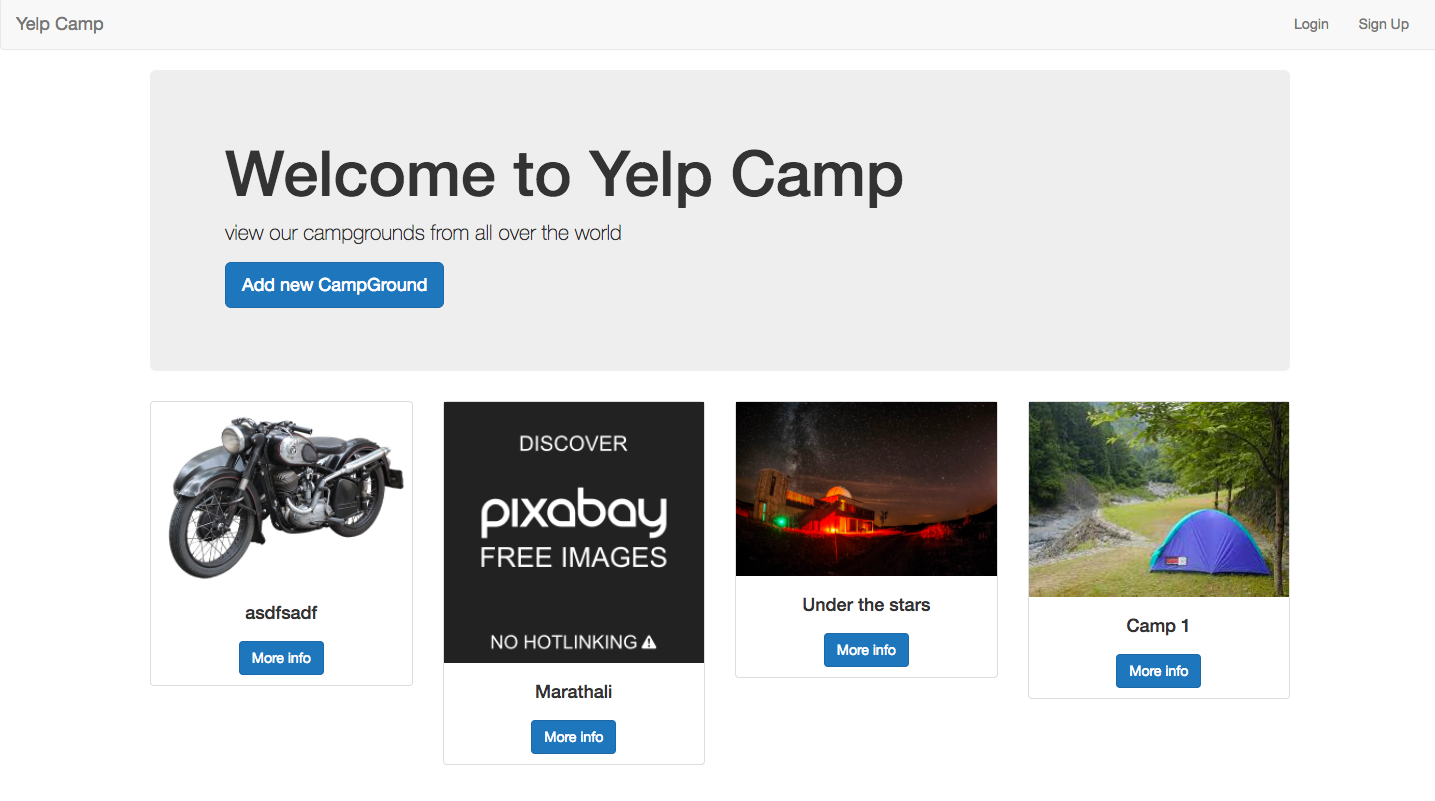 Yelp Camp
Login
Sign Up
Welcome to Yelp Camp
view our campgrounds from all over the world
Add new CampGround
asdfsadf
More info
DISCOVER
pixabay
FREE IMAGES
NO HOTLINKING
Marathali
More info
Under the stars
More info
Camp 1
More info